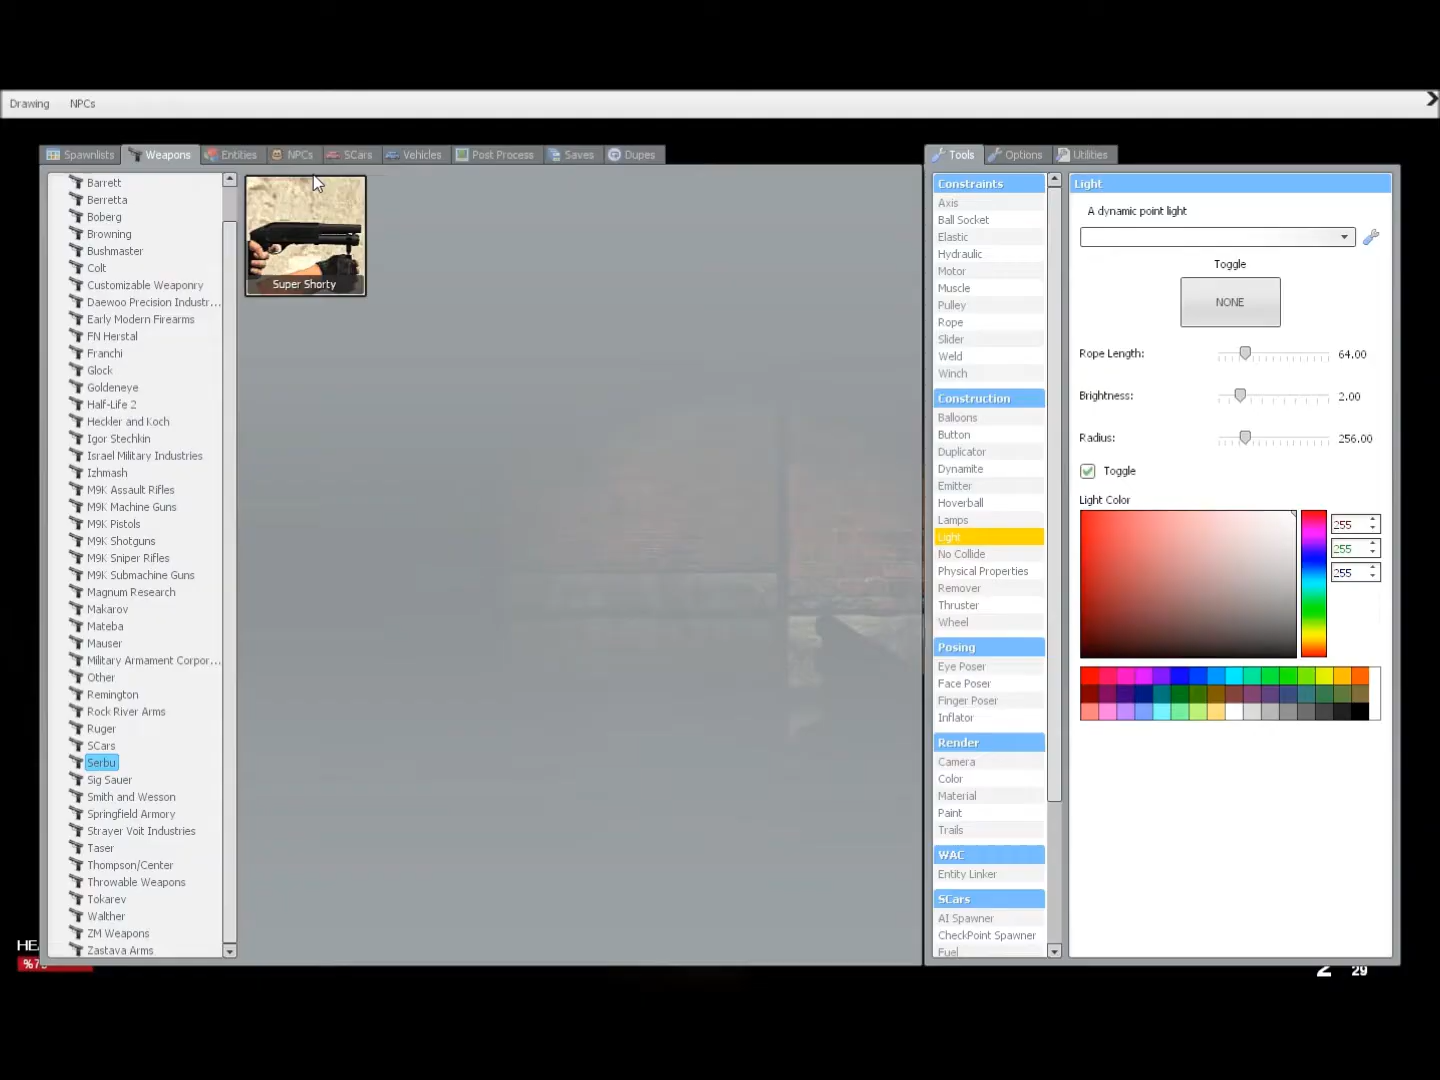 Drawing NPCs
Spawnlists Weapons Entities NPCs SCars Vehicles Post Process Saves Dupes
Barrett
Berretta
Boberg
Browning
Bushmaster
Colt
Customizable Weaponry
Daewoo Precision Industr...
Early Modern Firearms
FN Herstal
Franchi
Glock
Goldeneye
Half-Life 2
Heckler and Koch
Igor Stechkin
Israel Military Industries
Izhmash
M9K Assault Rifles
M9K Machine Guns
M9K Pistols
M9K Shotguns
M9K Sniper Rifles
M9K Submachine Guns
Magnum Research
Makarov
Mateba
Mauser
Military Armament Corpor...
Other
Remington
Rock River Arms
Ruger
SCars
Serbu
Sig Sauer
Smith and Wesson
Springfield Armory
Strayer Voit Industries
Taser
Thompson/Center
Throwable Weapons
Tokarev
Walther
ZM Weapons
Zastava Arms
Super Shorty
Tools Options Utilities
Constraints
Axis
Ball Socket
Elastic
Hydraulic
Motor
Muscle
Pulley
Rope
Slider
Weld
Winch
Construction
Balloons
Button
Duplicator
Dynamite
Emitter
Hoverball
Lamps
Light
No Collide
Physical Properties
Remover
Thruster
Wheel
Posing
Eye Poser
Face Poser
Finger Poser
Inflator
Render
Camera
Color
Material
Paint
Trails
WAC
Entity Linker
SCars
AI Spawner
CheckPoint Spawner
Fuel
Light
A dynamic point light
Toggle
NONE
Rope Length: 64.00
Brightness: 2.00
Radius: 256.00
Toggle
Light Color
255
255
255
HE
29